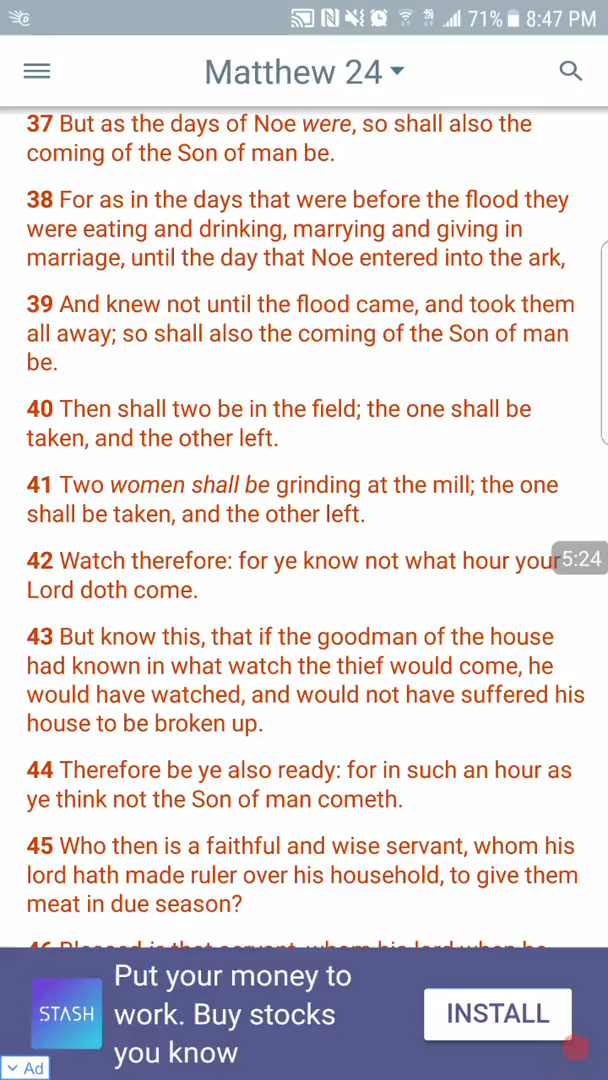 71% 8:47 PM
Matthew 24
37 But as the days of Noe were, so shall also the
coming of the Son of man be.
38 For as in the days that were before the flood they
were eating and drinking, marrying and giving in
marriage, until the day that Noe entered into the ark,
39 And knew not until the flood came, and took them
all away; so shall also the coming of the Son of man
be.
40 Then shall two be in the field; the one shall be
taken, and the other left.
41 Two women shall be grinding at the mill; the one
shall be taken, and the other left.
42 Watch therefore: for ye know not what hour your
5:24
Lord doth come.
43 But know this, that if the goodman of the house
had known in what watch the thief would come, he
would have watched, and would not have suffered his
house to be broken up.
44 Therefore be ye also ready: for in such an hour as
ye think not the Son of man cometh.
45 Who then is a faithful and wise servant, whom his
lord hath made ruler over his household, to give them
meat in due season?
46 Blessed is that servant, whom his lord when he
STASH
Put your money to
work. Buy stocks
you know
INSTALL
Ad